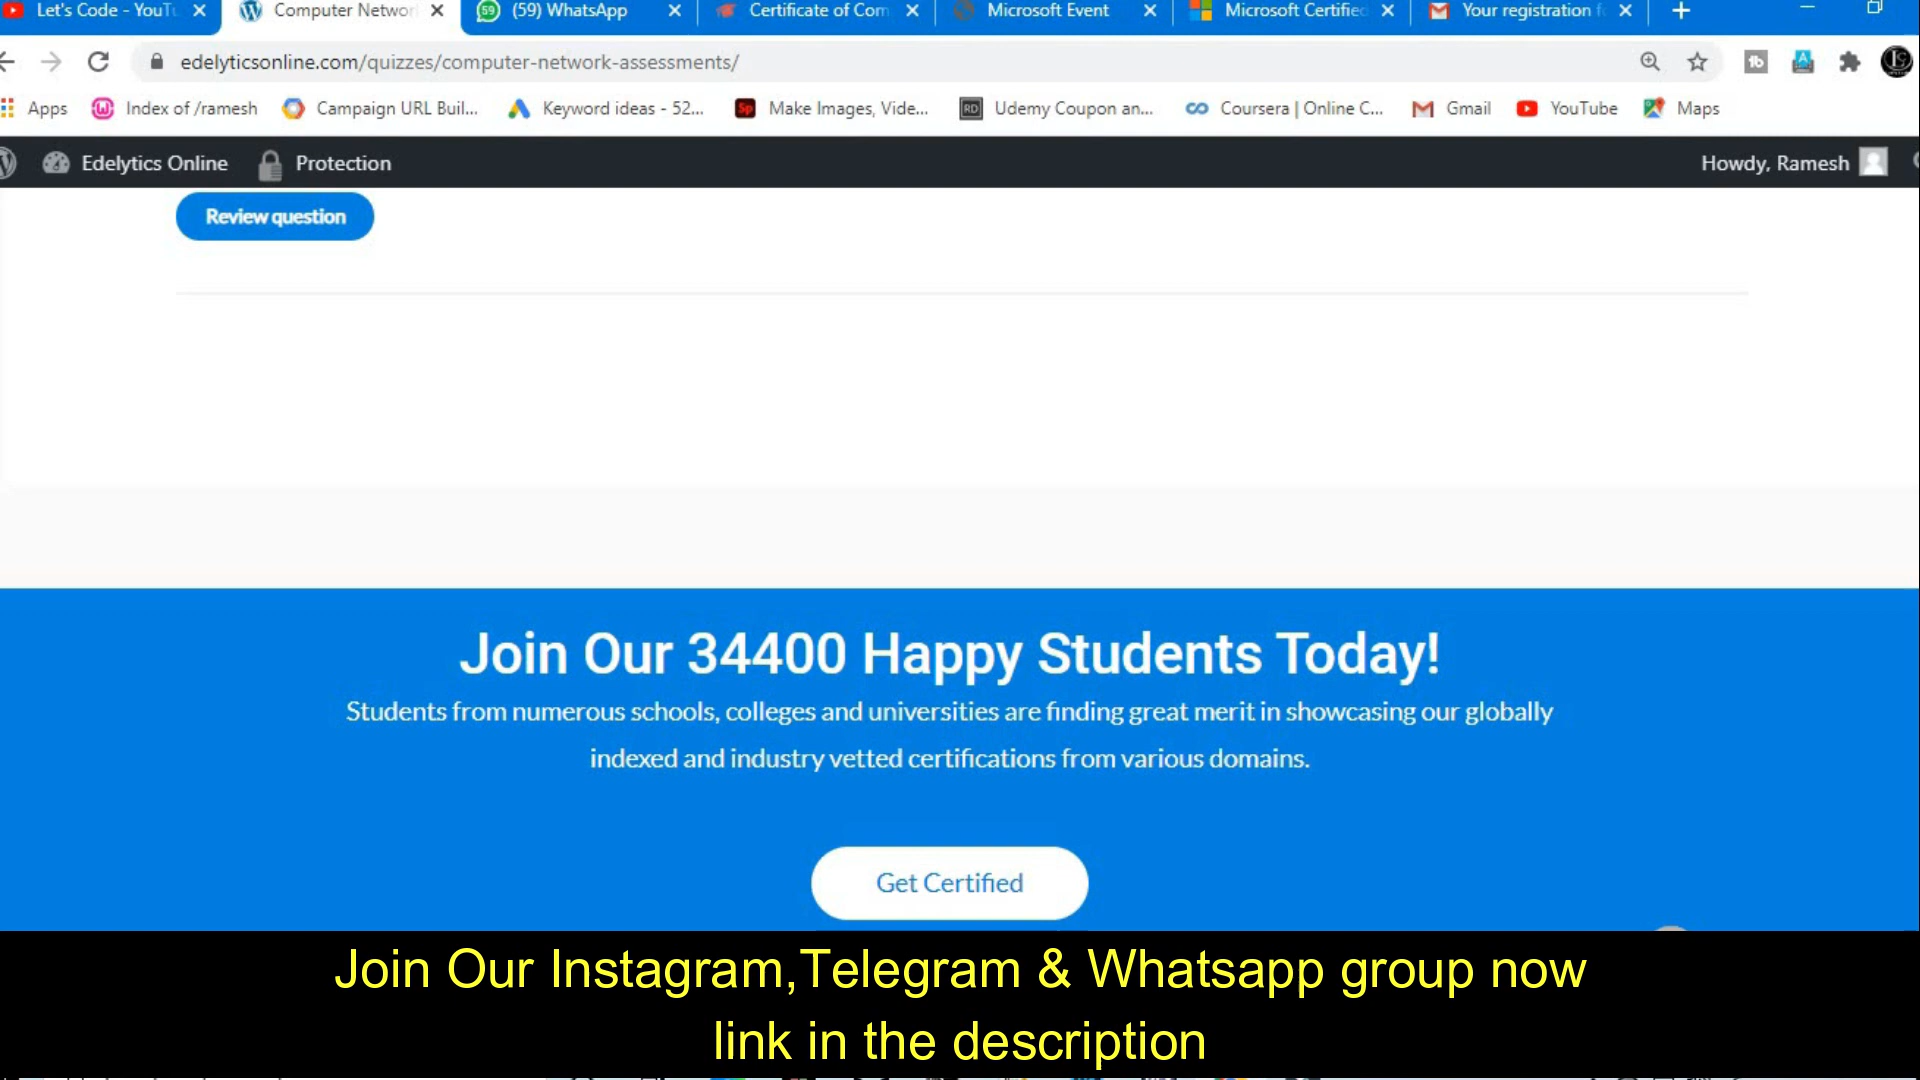 Let's Code - YouTu
Computer Networ
(59) WhatsApp
Certificate of Com
Microsoft Event
Microsoft Certified
Your registration f
edelyticsonline.com/quizzes/computer-network-assessments/
Apps
Index of /ramesh
Campaign URL Buil...
Keyword ideas - 52...
Make Images, Vide...
Udemy Coupon an...
Coursera | Online C...
Gmail
YouTube
Maps
Edelytics Online
Protection
Howdy, Ramesh
Review question
Join Our 34400 Happy Students Today!
Students from numerous schools, colleges and universities are finding great merit in showcasing our globally
indexed and industry vetted certifications from various domains.
Get Certified
Join Our Instagram,Telegram & Whatsapp group now
link in the description